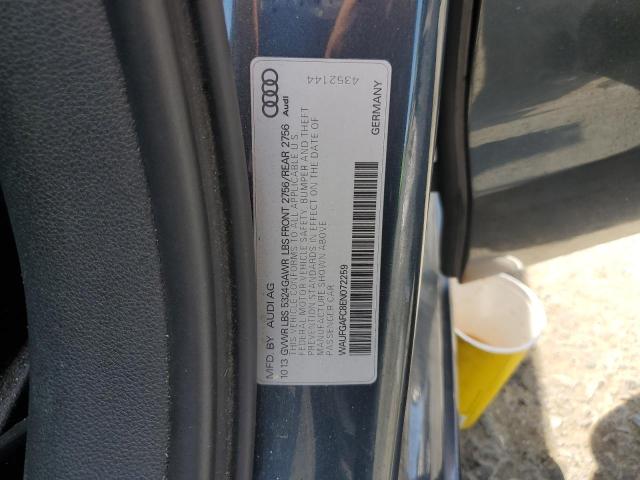 MFD. BY AUDI AG
Audi
10 13 GVWR LBS 5324 GAWR LBS FRONT 2756/REAR 2756
THIS VEHICLE CONFORMS TO ALL APPLICABLE U.S.
FEDERAL MOTOR VEHICLE SAFETY, BUMPER AND THEFT
PREVENTION STANDARDS IN EFFECT ON THE DATE OF
MANUFACTURE SHOWN ABOVE
PASSENGER CAR
WAUFGAFC8EN072259
GERMANY
4352144